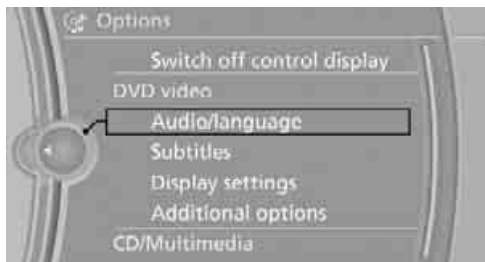 Options
Switch off control display
DVD video
Audio/language
Subtitles
Display settings
Additional options
CD/Multimedia